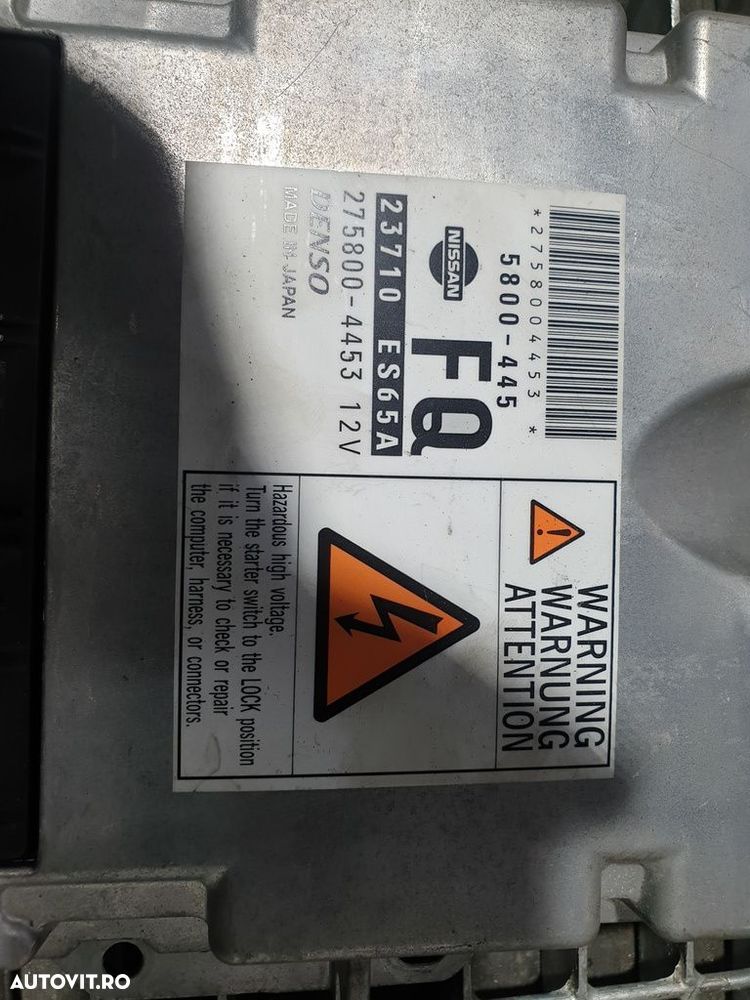 *2758004453*
5800-445
NISSAN
FQ
23710 ES65A
275800-4453 12V
DENSO
MADE IN JAPAN
WARNING
WARNUNG
ATTENTION
Hazardous high voltage.
Turn the starter switch to the LOCK position
if it is necessary to check or repair
the computer, harness, or connectors.
AUTOVIT.RO